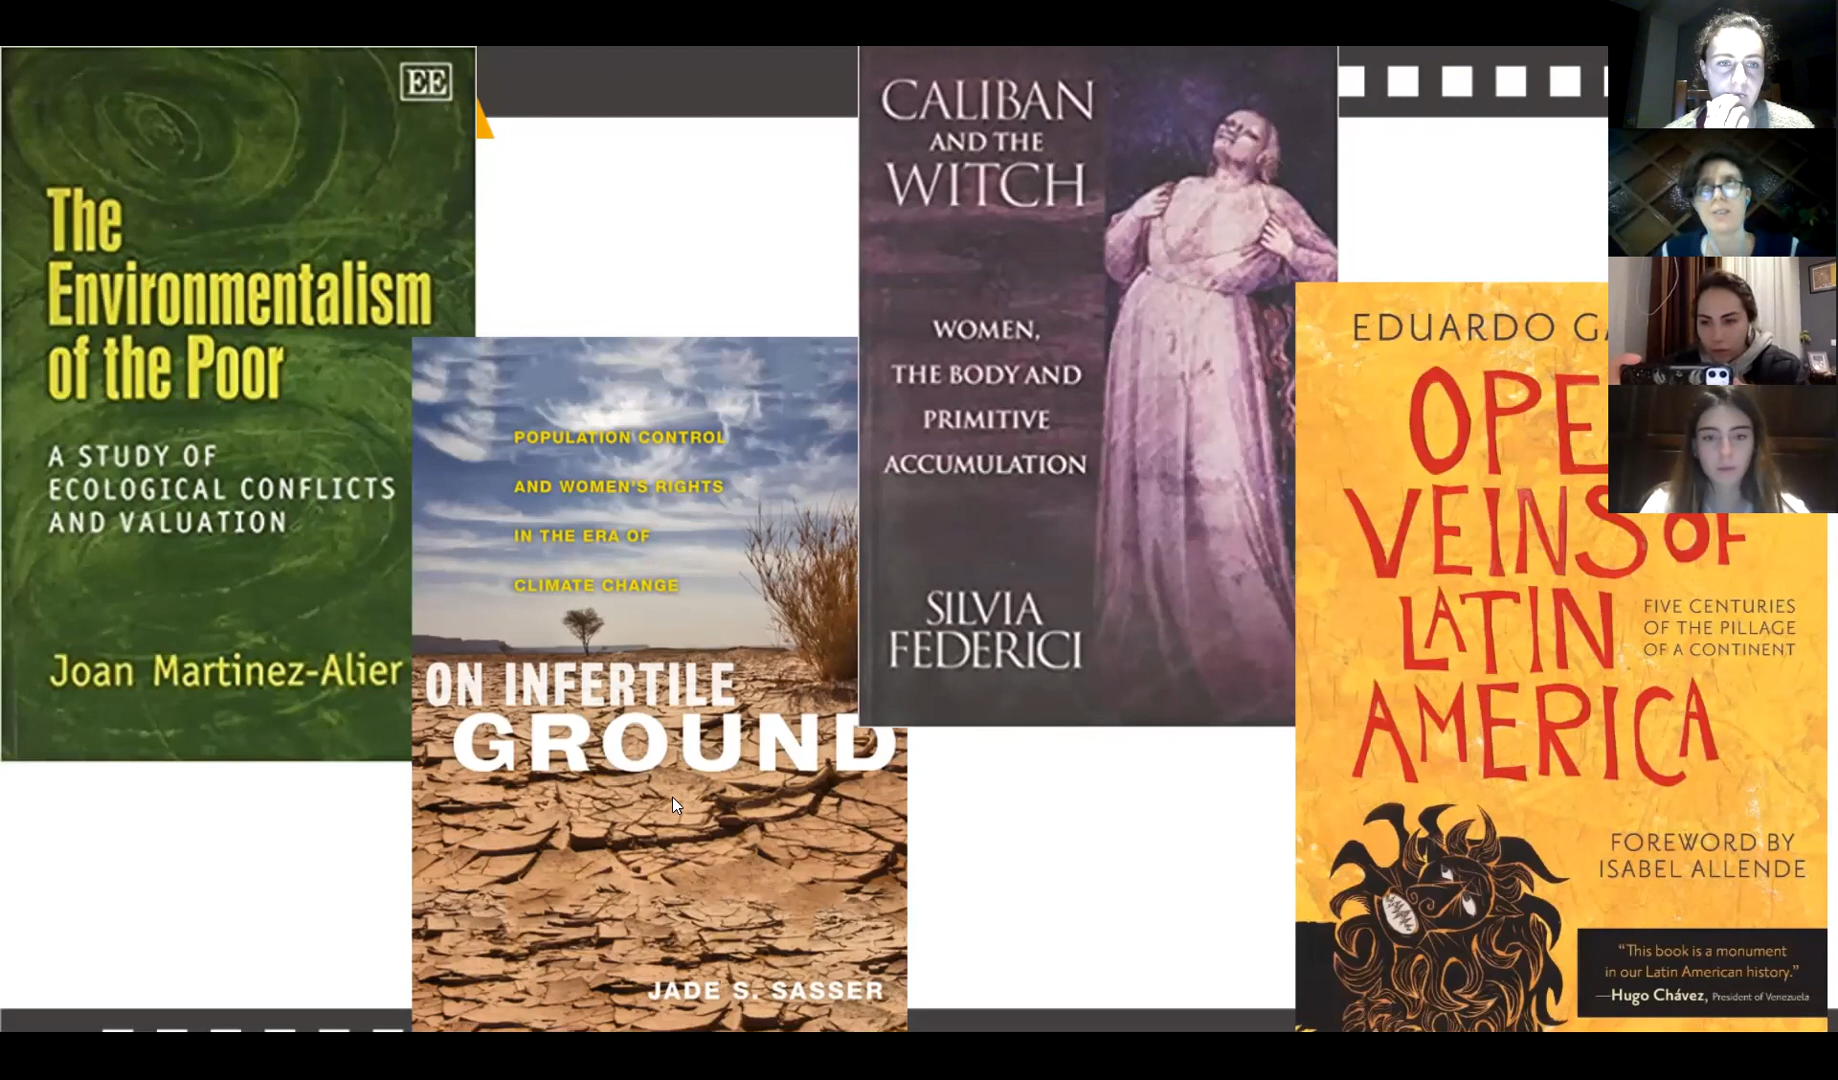 EE
The
Environmentalism
of the Poor
A STUDY OF
ECOLOGICAL CONFLICTS
AND VALUATION
Joan Martinez-Alier
POPULATION CONTROL
AND WOMEN'S RIGHTS
IN THE ERA OF
CLIMATE CHANGE
ON INFERTILE
GROUND
JADE S. SASSER
CALIBAN
AND THE
WITCH
WOMEN,
THE BODY AND
PRIMITIVE
ACCUMULATION
SILVIA
FEDERICI
EDUARDO
OPE
VEINS OF
LATIN
AMERICA
FIVE CENTURIES
OF THE PILLAGE
OF A CONTINENT
FOREWORD BY
ISABEL ALLENDE
“This book is a monument
in our Latin American history.”
—Hugo Chávez, President of Venezuela